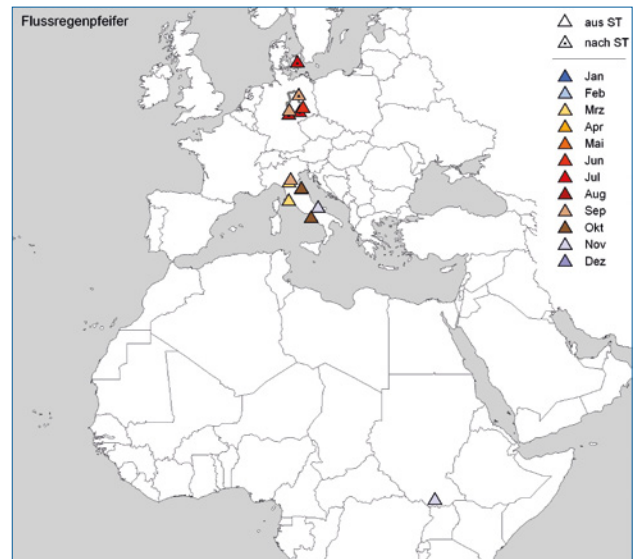 Flussregenpfeifer
aus ST
nach ST
Jan
Feb
Mrz
Apr
Mai
Jun
Jul
Aug
Sep
Okt
Nov
Dez